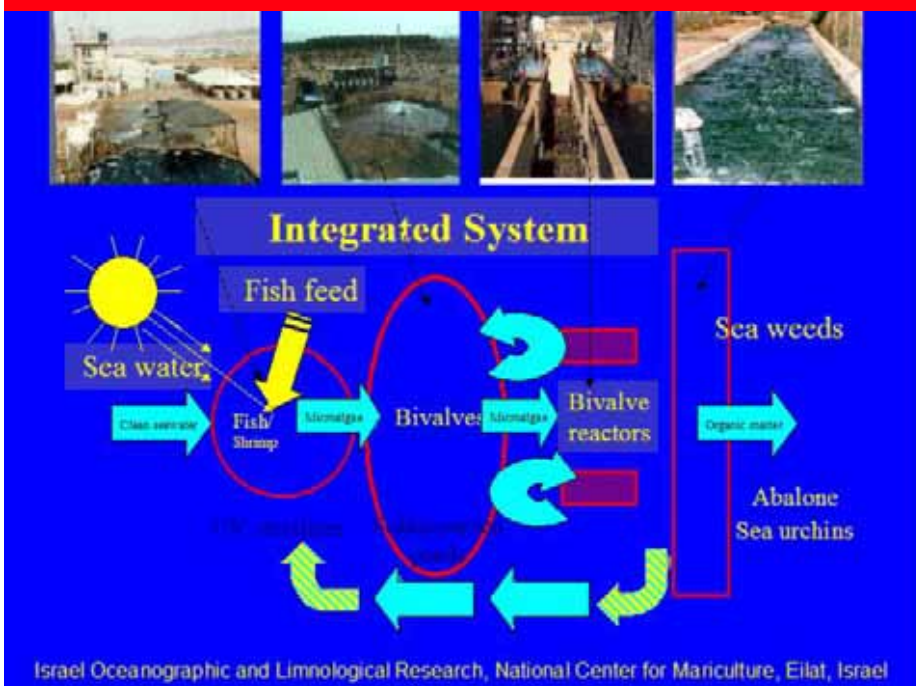 Integrated System
Fish feed
Sea water
Sea weeds
Clean seawater
Fish/
Shrimp
Microalgae
Bivalves
Microalgae
Bivalve
reactors
Organic matter
Abalone
Sea urchins
Israel Oceanographic and Limnological Research, National Center for Mariculture, Eilat, Israel